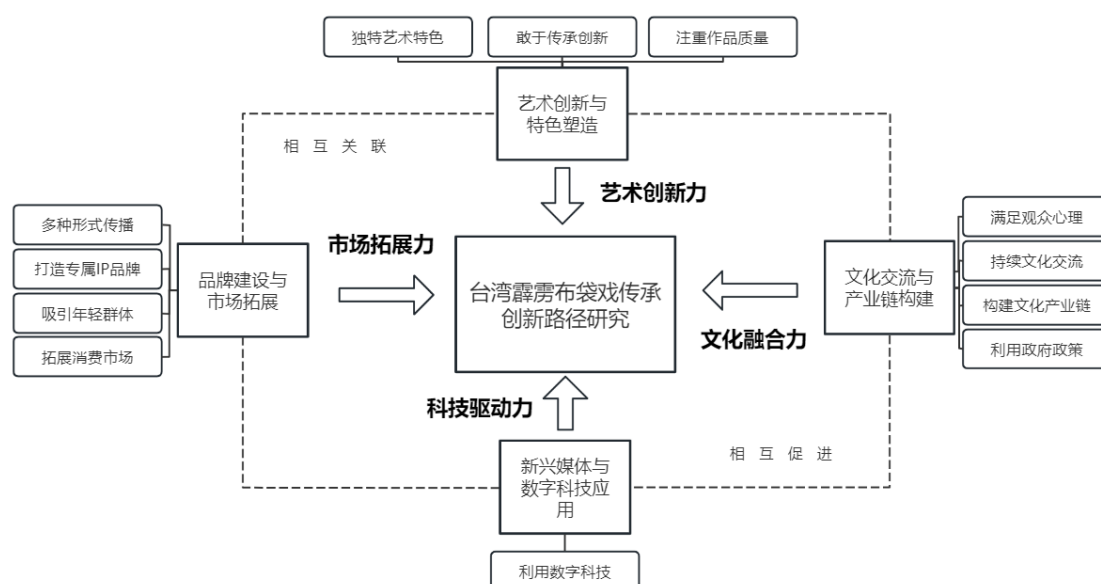 独特艺术特色
敢于传承创新
注重作品质量
艺术创新与
特色塑造
相互关联
艺术创新力
多种形式传播
打造专属IP品牌
吸引年轻群体
拓展消费市场
品牌建设与
市场拓展
市场拓展力
台湾霹雳布袋戏传承
创新路径研究
文化融合力
文化交流与
产业链构建
满足观众心理
持续文化交流
构建文化产业链
利用政府政策
科技驱动力
相互促进
新兴媒体与
数字科技应
用
利用数字科技